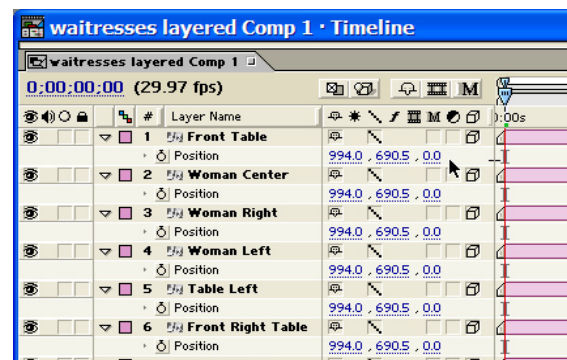 waitresses layered Comp 1 • Timeline
waitresses layered Comp 1
0;00;00;00 (29.97 fps) M
# Layer Name M 0:00s
1 Front Table
Position 994.0 , 690.5 , 0.0
2 Woman Center
Position 994.0 , 690.5 , 0.0
3 Woman Right
Position 994.0 , 690.5 , 0.0
4 Woman Left
Position 994.0 , 690.5 , 0.0
5 Table Left
Position 994.0 , 690.5 , 0.0
6 Front Right Table
Position 994.0 , 690.5 , 0.0